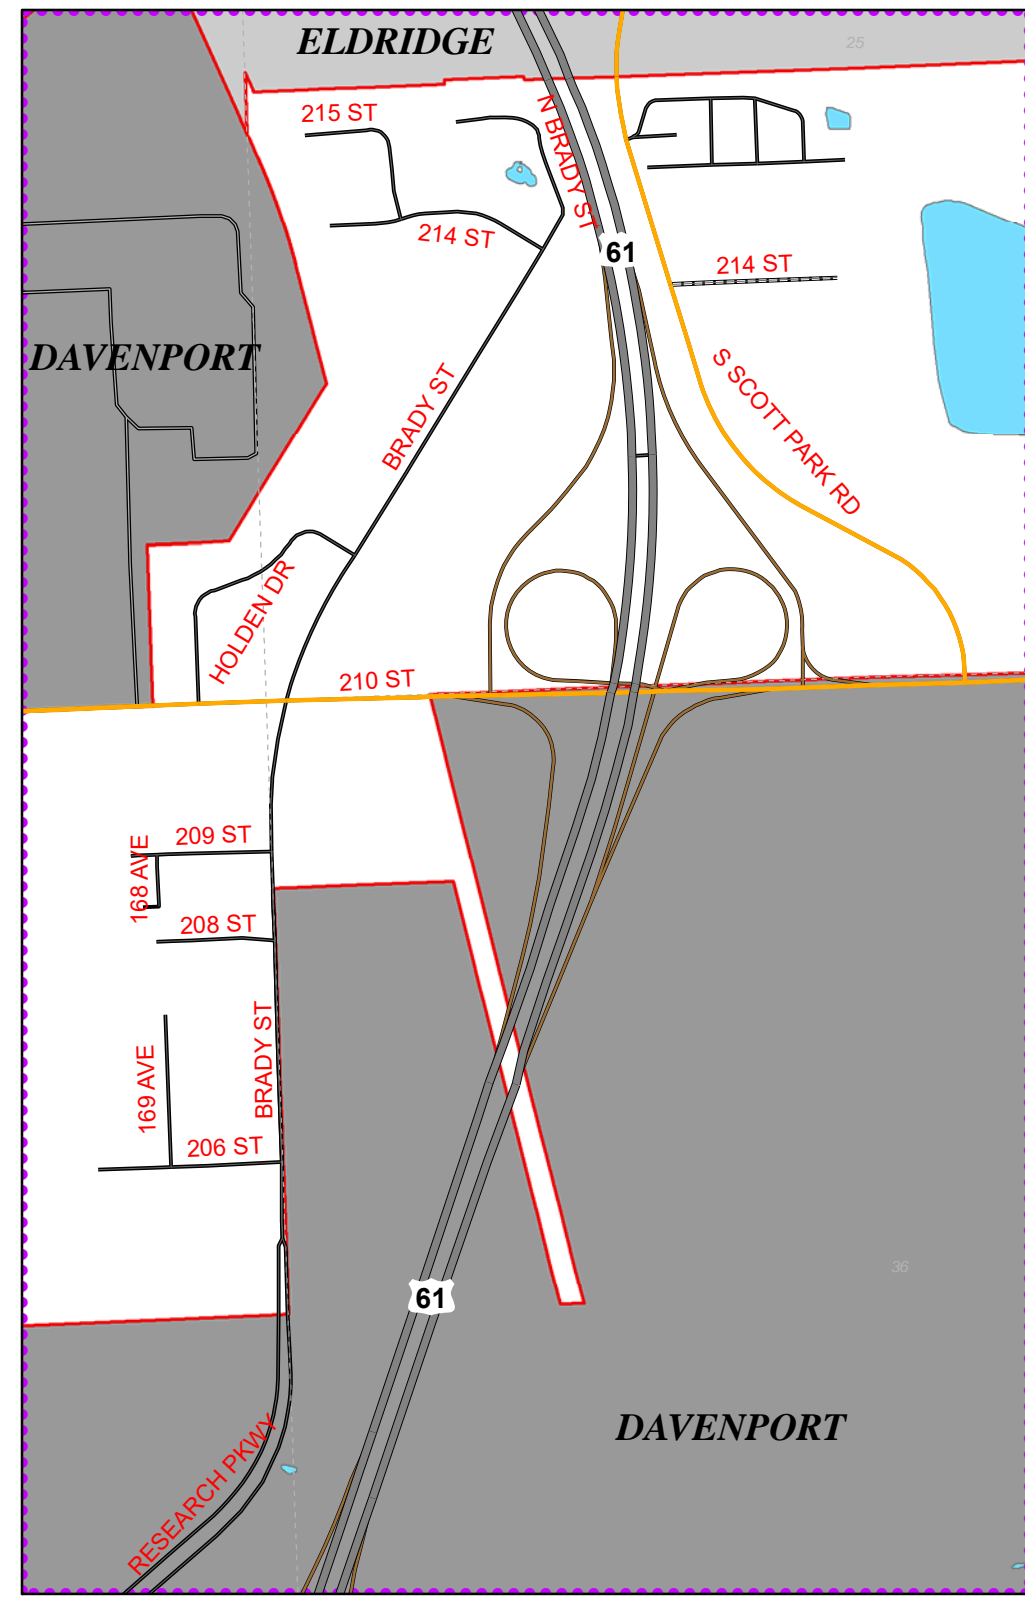 ELDRIDGE
25
215 ST
N BRADY ST
214 ST
61
214 ST
DAVENPORT
S SCOTT PARK RD
BRADY ST
HOLDEN DR
210 ST
209 ST
168 AVE
208 ST
BRADY ST
169 AVE
206 ST
36
61
DAVENPORT
RESEARCH PKWY